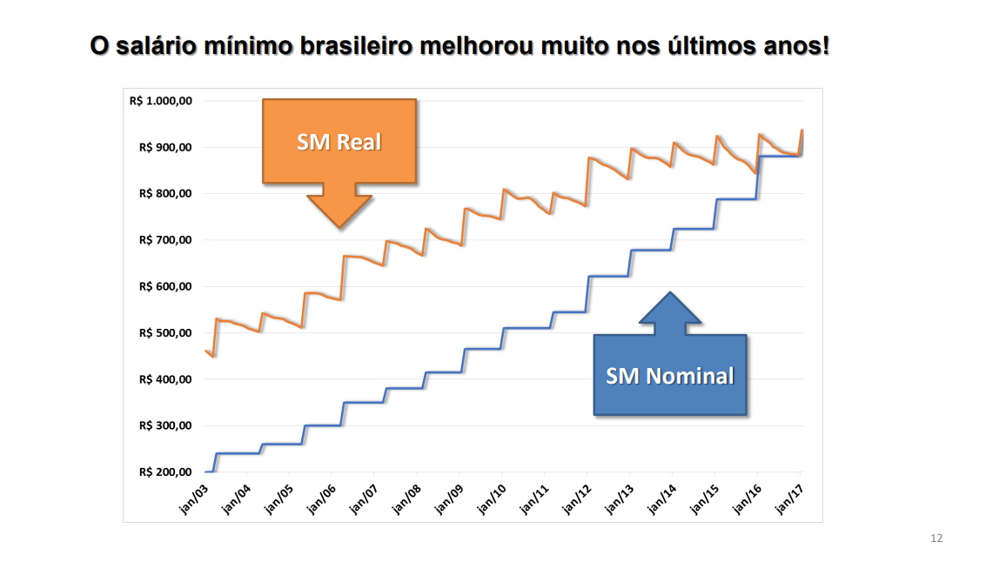 O salário mínimo brasileiro melhorou muito nos últimos anos!
R$ 1.000,00
R$ 900,00
R$ 800,00
R$ 700,00
R$ 600,00
R$ 500,00
R$ 400,00
R$ 300,00
R$ 200,00
SM Real
SM Nominal
jan/03
jan/04
jan/05
jan/06
jan/07
jan/08
jan/09
jan/10
jan/11
jan/12
jan/13
jan/14
jan/15
jan/16
jan/17
12